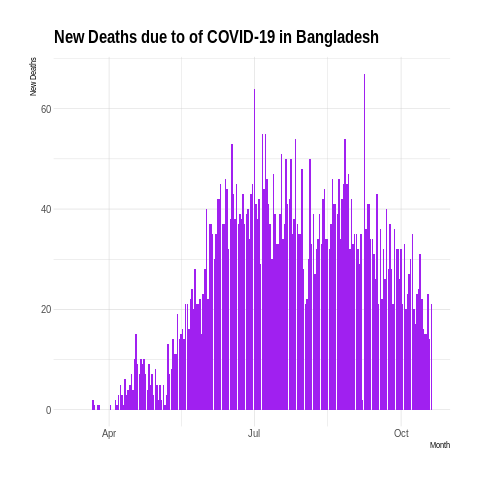 New Deaths due to of COVID-19 in Bangladesh
New Deaths
60
40
20
0
Apr Jul Oct
Month